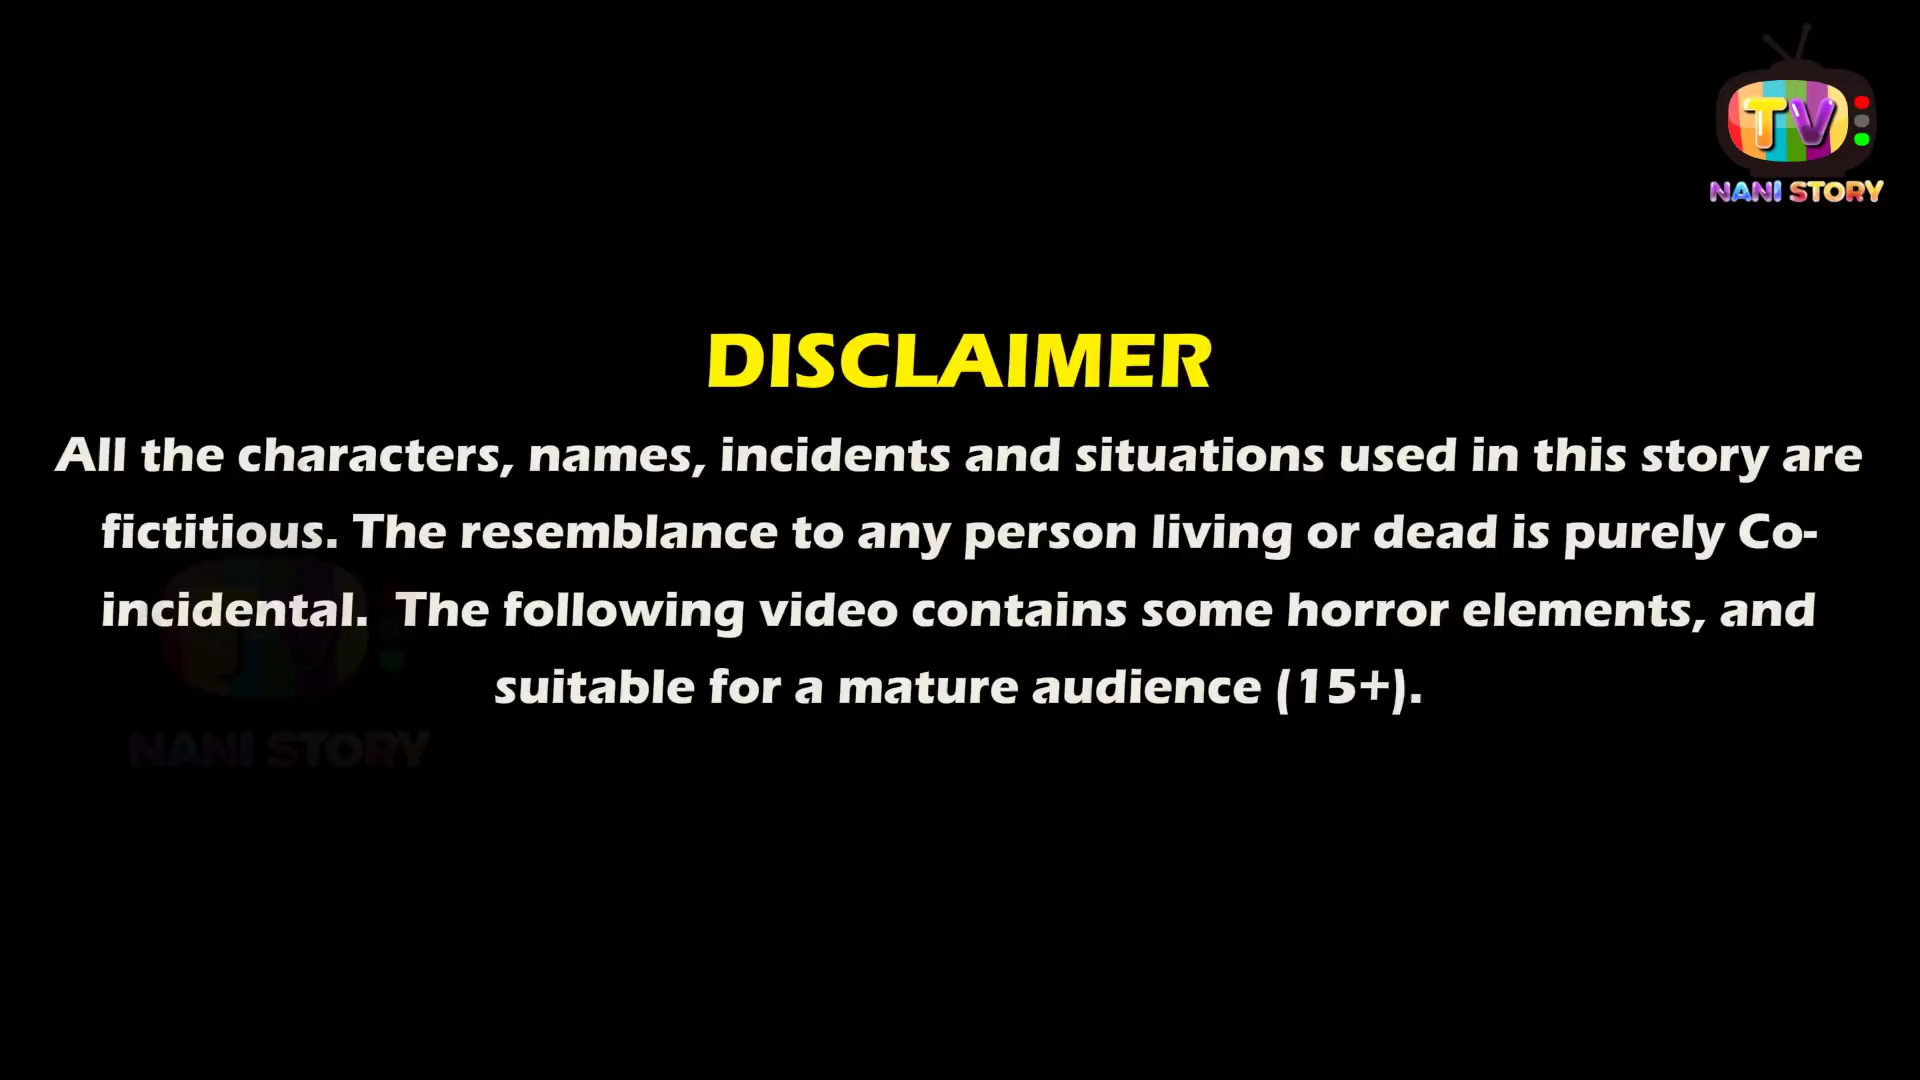 TV
NANI STORY
DISCLAIMER
All the characters, names, incidents and situations used in this story are
fictitious. The resemblance to any person living or dead is purely Co-
incidental.  The following video contains some horror elements, and
suitable for a mature audience (15+).
TV
NANI STORY